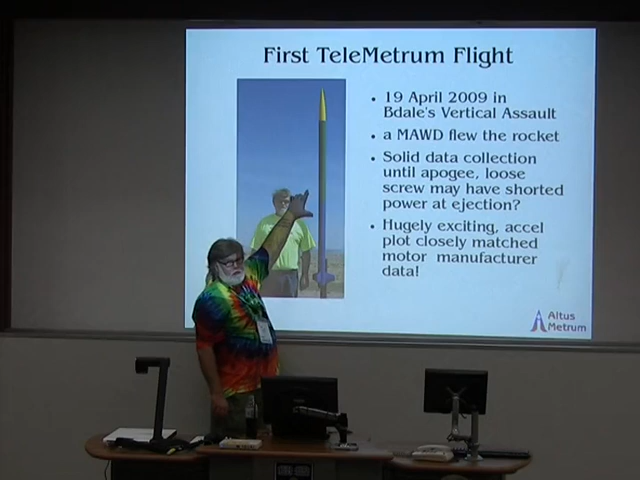 First TeleMetrum Flight
19 April 2009 in
Bdale's Vertical Assault
a MAWD flew the rocket
Solid data collection
until apogee, loose
screw may have shorted
power at ejection?
Hugely exciting, accel
plot closely matched
motor manufacturer
data!
Altus
Metrum